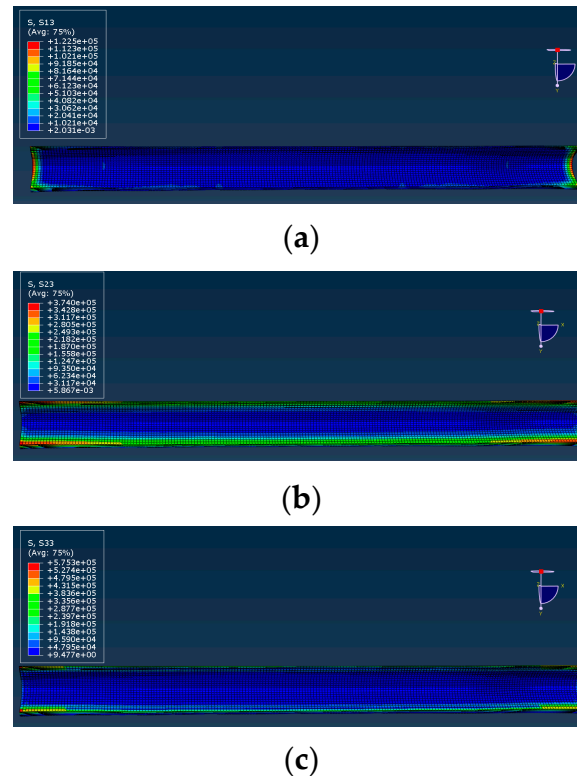 S, S13
(Avg: 75%)
+1.225e+05
+1.123e+05
+1.021e+05
+9.185e+04
+8.164e+04
+7.144e+04
+6.123e+04
+5.103e+04
+4.082e+04
+3.062e+04
+2.041e+04
+1.021e+04
+2.031e-03
Y
(a)
S, S23
(Avg: 75%)
+3.740e+05
+3.428e+05
+3.117e+05
+2.805e+05
+2.493e+05
+2.182e+05
+1.870e+05
+1.558e+05
+1.247e+05
+9.350e+04
+6.234e+04
+3.117e+04
+5.867e-03
X
Y
(b)
S, S33
(Avg: 75%)
+5.753e+05
+5.274e+05
+4.795e+05
+4.315e+05
+3.836e+05
+3.356e+05
+2.877e+05
+2.397e+05
+1.918e+05
+1.438e+05
+9.590e+04
+4.795e+04
+9.477e+00
Y
(c)